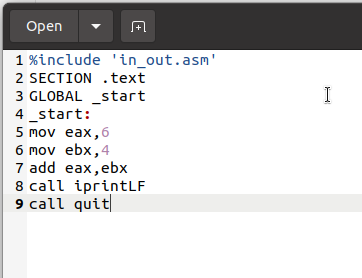 Open
1 %include 'in_out.asm'
2 SECTION .text
3 GLOBAL _start
4 _start:
5 mov eax,6
6 mov ebx,4
7 add eax,ebx
8 call iprintLF
9 call quit